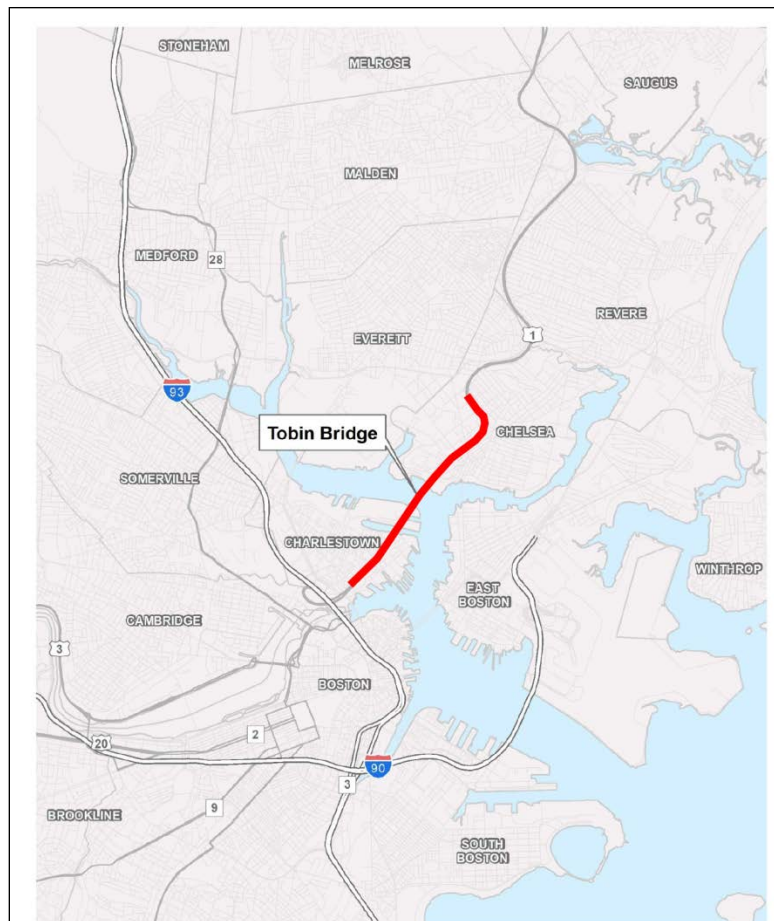 STONEHAM
MELROSE
SAUGUS
MALDEN
MEDFORD
28
REVERE
EVERETT
1
93
Tobin Bridge
CHELSEA
SOMERVILLE
CHARLESTOWN
WINTHROP
EAST
BOSTON
CAMBRIDGE
3
BOSTON
2
20
90
3
9
BROOKLINE
SOUTH
BOSTON